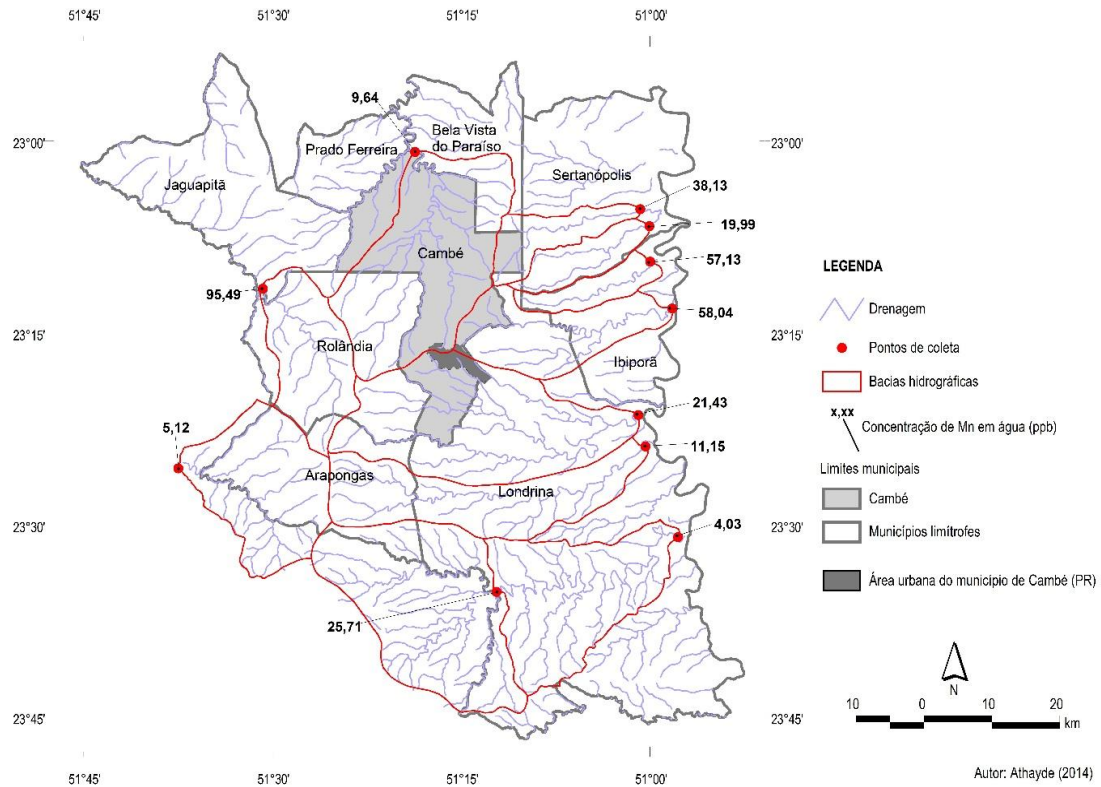 51°45'
51°30'
51°15'
51°00'
9,64
Bela Vista
do Paraíso
23°00'
Prado Ferreira
23°00'
Jaguapitã
Sertanópolis
38,13
19,99
Cambé
57,13
95,49
58,04
23°15'
Rolândia
Ibiporã
23°15'
21,43
5,12
11,15
Arapongas
Londrina
4,03
23°30'
23°30'
25,71
23°45'
23°45'
51°45'
51°30'
51°15'
51°00'
LEGENDA
Drenagem
Pontos de coleta
Bacias hidrográficas
x,xx
Concentração de Mn em água (ppb)
Limites municipais
Cambé
Municípios limítrofes
Área urbana do município de Cambé (PR)
N
10 0 10 20
km
Autor: Athayde (2014)